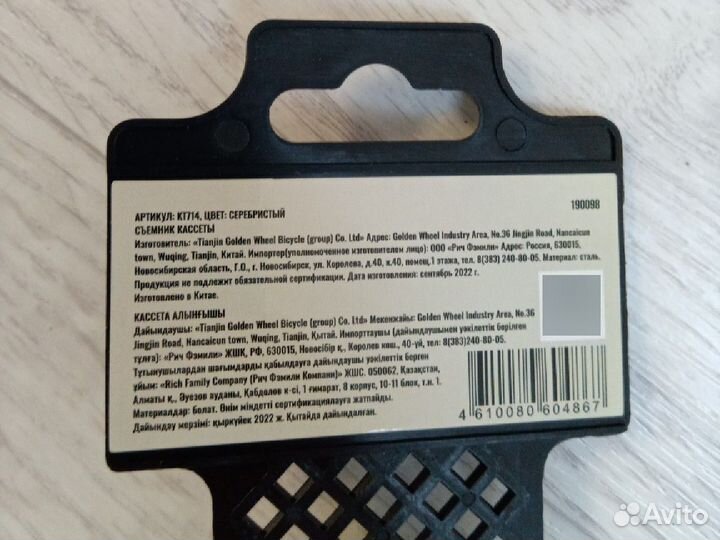 АРТИКУЛ: KT714, ЦВЕТ: СЕРЕБРИСТЫЙ
190098
СЪЕМНИК КАССЕТЫ
Изготовитель: «Tianjin Golden Wheel Bicycle (group) Co. Ltd» Адрес: Golden Wheel Industry Area, No.36 Jingjin Road, Nancaicun
town, Wuqing, Tianjin, Китай. Импортер(уполномоченное изготовителем лицо): ООО «Рич Фэмили» Адрес: Россия, 630015,
Новосибирская область, Г.О., г. Новосибирск, ул. Королева, д.40, к.40, помещ.1 этажа, тел. 8(383) 240-80-05. Материал: сталь.
Продукция не подлежит обязательной сертификации. Дата изготовления: сентябрь 2022 г.
Изготовлено в Китае.
КАССЕТА АЛЫНҒЫШЫ
Дайындаушы: «Tianjin Golden Wheel Bicycle (group) Co. Ltd» Мекенжайы: Golden Wheel Industry Area, No.36
Jingjin Road, Nancaicun town, Wuqing, Tianjin, Қытай. Импорттаушы (дайындаушымен уәкілеттік берілген
тұлға): «Рич Фэмили» ЖШК, РФ, 630015, Новосібір қ., Королев көш., 40-үй, тел: 8(383)240-80-05.
Тұтынушылардан шағымдарды қабылдауға дайындаушы уәкілеттік берген
ұйым: «Rich Family Company (Рич Фэмили Компани)» ЖШС. 050062, Қазақстан,
Алматы қ., Әуезов ауданы, Қабдолов к-сі, 1 ғимарат, 8 корпус, 10-11 блок, г.н. 1.
Материалдар: болат. Өнім міндетті сертификациялауға жатпайды.
Дайындау мерзімі: қыркүйек 2022 ж. Қытайда дайындалған.
4 610080 604867
Avito